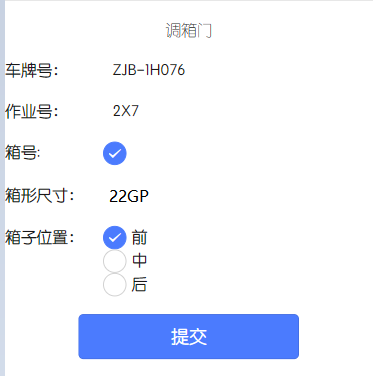 调箱门
车牌号： ZJB-1H076
作业号： 2X7
箱号:
箱形尺寸： 22GP
箱子位置： 前
中
后
提交